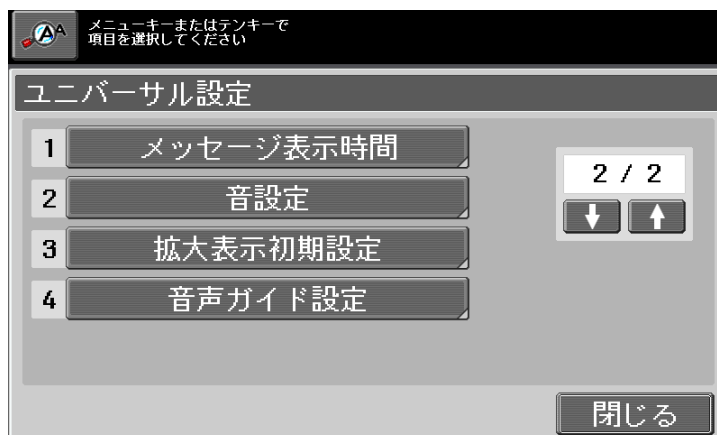 AA
メニューキーまたはテンキーで
項目を選択してください
ユニバーサル設定
1 メッセージ表示時間
2 音設定
3 拡大表示初期設定
4 音声ガイド設定
2 / 2
閉じる